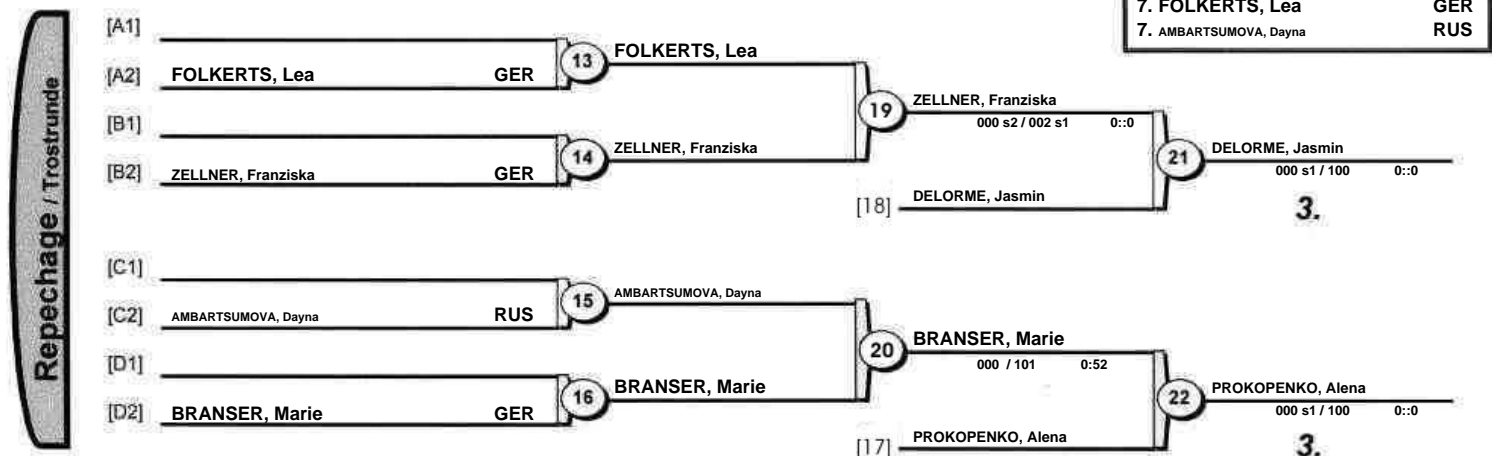 7. FOLKERTS, Lea GER
7. AMBARTSUMOVA, Dayna RUS
Repechage / Trostrunde
[A1]
[A2] FOLKERTS, Lea GER
13 FOLKERTS, Lea
[B1]
[B2] ZELLNER, Franziska GER
14 ZELLNER, Franziska
19 ZELLNER, Franziska
000 s2 / 002 s1 0::0
[18] DELORME, Jasmin
21 DELORME, Jasmin
000 s1 / 100 0::0
3.
[C1]
[C2] AMBARTSUMOVA, Dayna RUS
15 AMBARTSUMOVA, Dayna
[D1]
[D2] BRANSER, Marie GER
16 BRANSER, Marie
20 BRANSER, Marie
000 / 101 0:52
[17] PROKOPENKO, Alena
22 PROKOPENKO, Alena
000 s1 / 100 0::0
3.